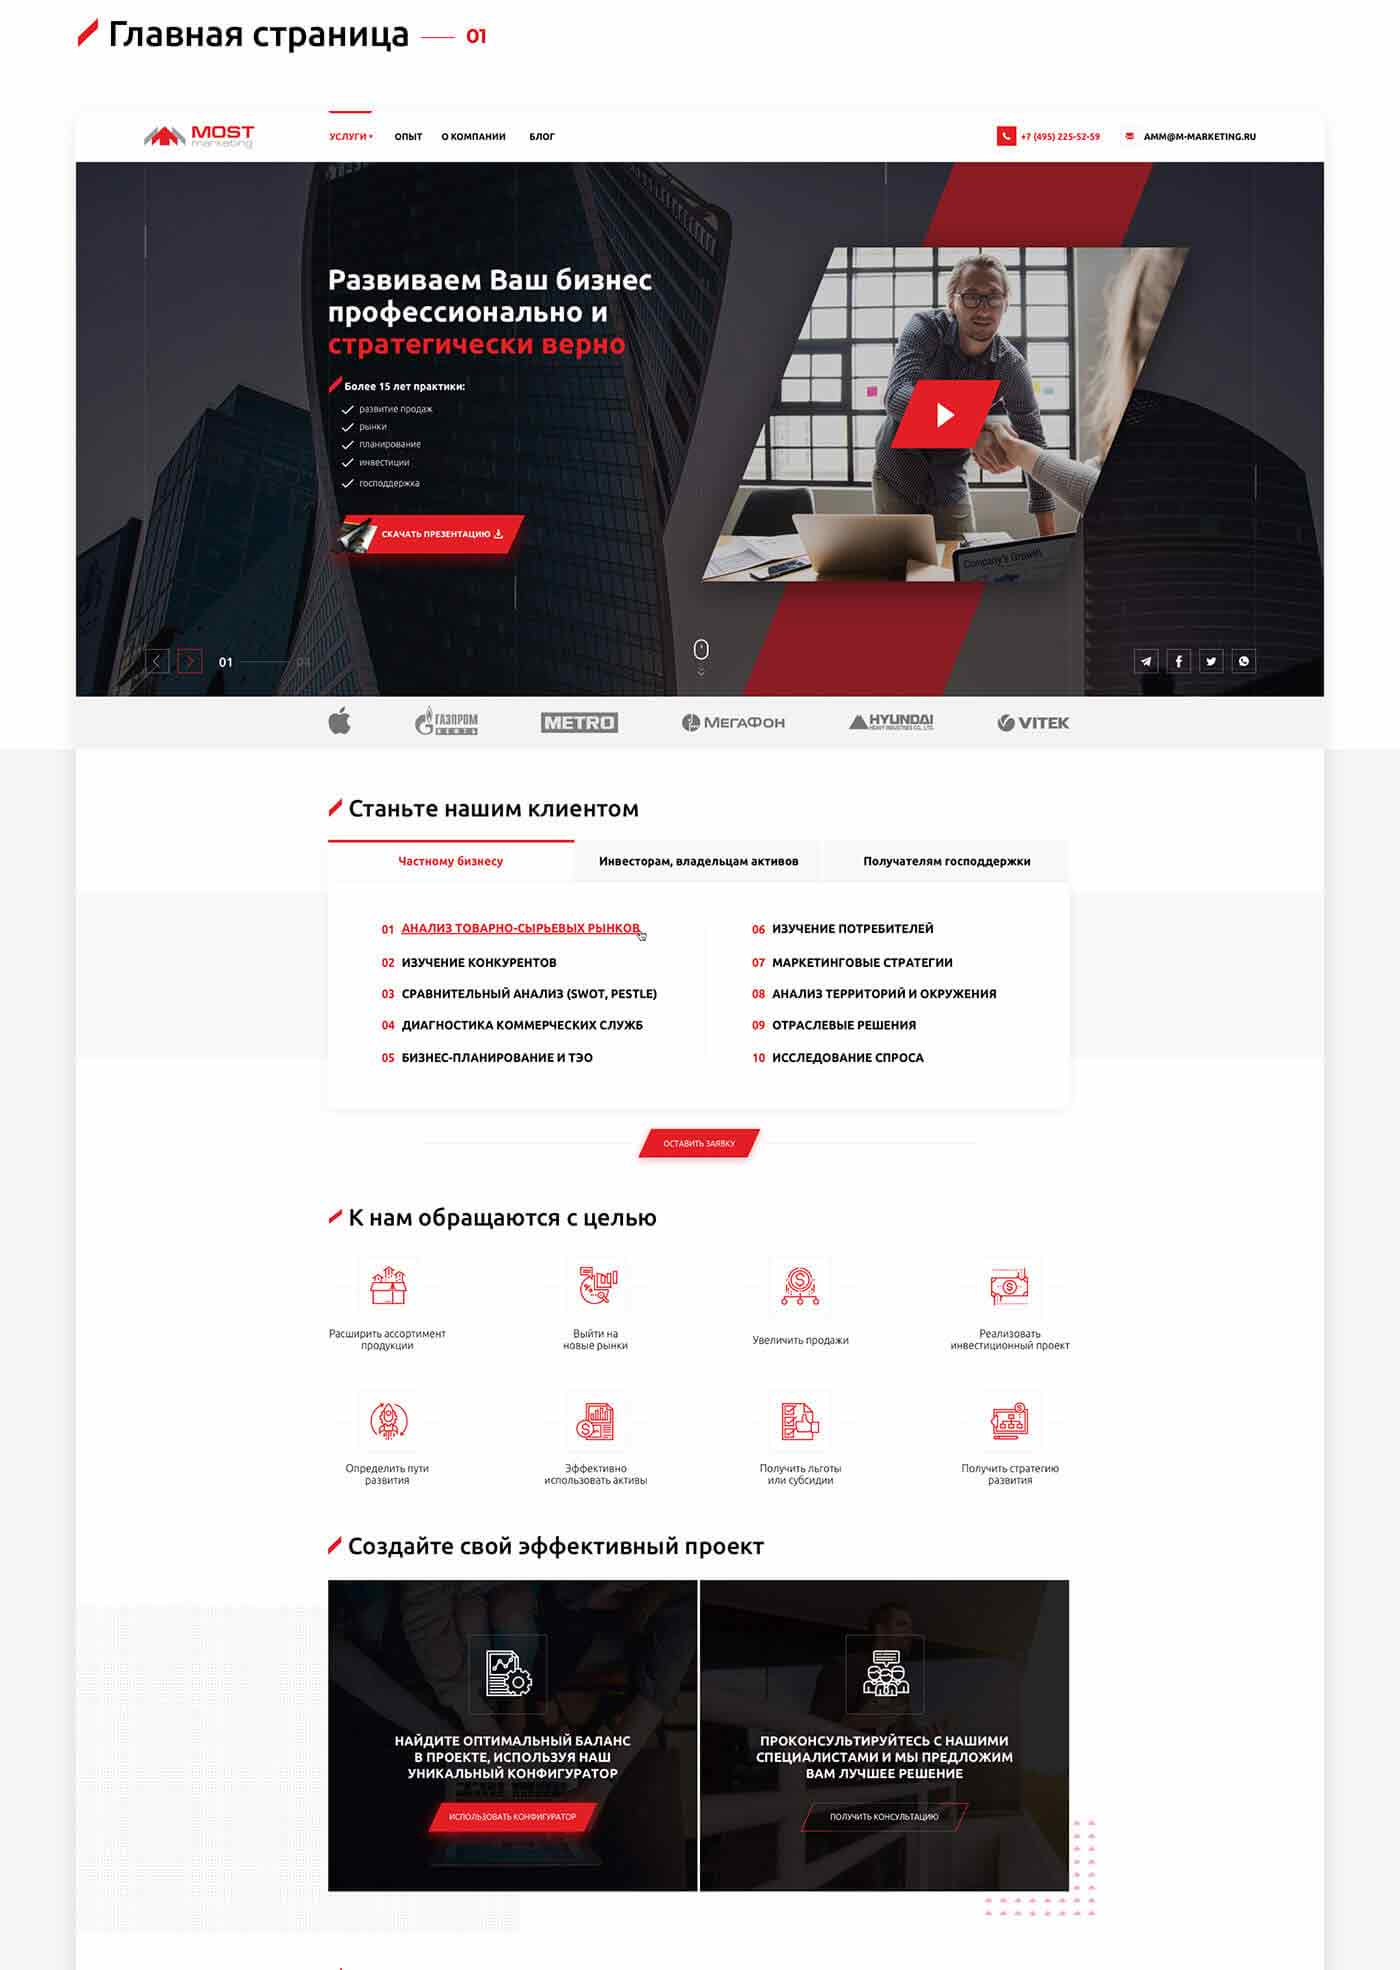 Главная страница 01
MOST
marketing
УСЛУГИ
ОПЫТ
О КОМПАНИИ
БЛОГ
+7 (495) 225-52-59
AMM@M-MARKETING.RU
Развиваем Ваш бизнес
профессионально и
стратегически верно
Более 15 лет практики:
развитие продаж
рынки
планирование
инвестиции
господдержка
СКАЧАТЬ ПРЕЗЕНТАЦИЮ
Company's Growth
01
ГАЗПРОМ
НЕФТЬ
METRO
МЕГАФОН
HYUNDAI
HEAVY INDUSTRIES CO., LTD.
VITEK
Станьте нашим клиентом
Частному бизнесу
Инвесторам, владельцам активов
Получателям господдержки
01 АНАЛИЗ ТОВАРНО-СЫРЬЕВЫХ РЫНКОВ
02 ИЗУЧЕНИЕ КОНКУРЕНТОВ
03 СРАВНИТЕЛЬНЫЙ АНАЛИЗ (SWOT, PESTLE)
04 ДИАГНОСТИКА КОММЕРЧЕСКИХ СЛУЖБ
05 БИЗНЕС-ПЛАНИРОВАНИЕ И ТЭО
06 ИЗУЧЕНИЕ ПОТРЕБИТЕЛЕЙ
07 МАРКЕТИНГОВЫЕ СТРАТЕГИИ
08 АНАЛИЗ ТЕРРИТОРИЙ И ОКРУЖЕНИЯ
09 ОТРАСЛЕВЫЕ РЕШЕНИЯ
10 ИССЛЕДОВАНИЕ СПРОСА
ОСТАВИТЬ ЗАЯВКУ
К нам обращаются с целью
Расширить ассортимент
продукции
Выйти на
новые рынки
Увеличить продажи
Реализовать
инвестиционный проект
Определить пути
развития
Эффективно
использовать активы
Получить льготы
или субсидии
Получить стратегию
развития
Создайте свой эффективный проект
НАЙДИТЕ ОПТИМАЛЬНЫЙ БАЛАНС
В ПРОЕКТЕ, ИСПОЛЬЗУЯ НАШ
УНИКАЛЬНЫЙ КОНФИГУРАТОР
ИСПОЛЬЗОВАТЬ КОНФИГУРАТОР
ПРОКОНСУЛЬТИРУЙТЕСЬ С НАШИМИ
СПЕЦИАЛИСТАМИ И МЫ ПРЕДЛОЖИМ
ВАМ ЛУЧШЕЕ РЕШЕНИЕ
ПОЛУЧИТЬ КОНСУЛЬТАЦИЮ